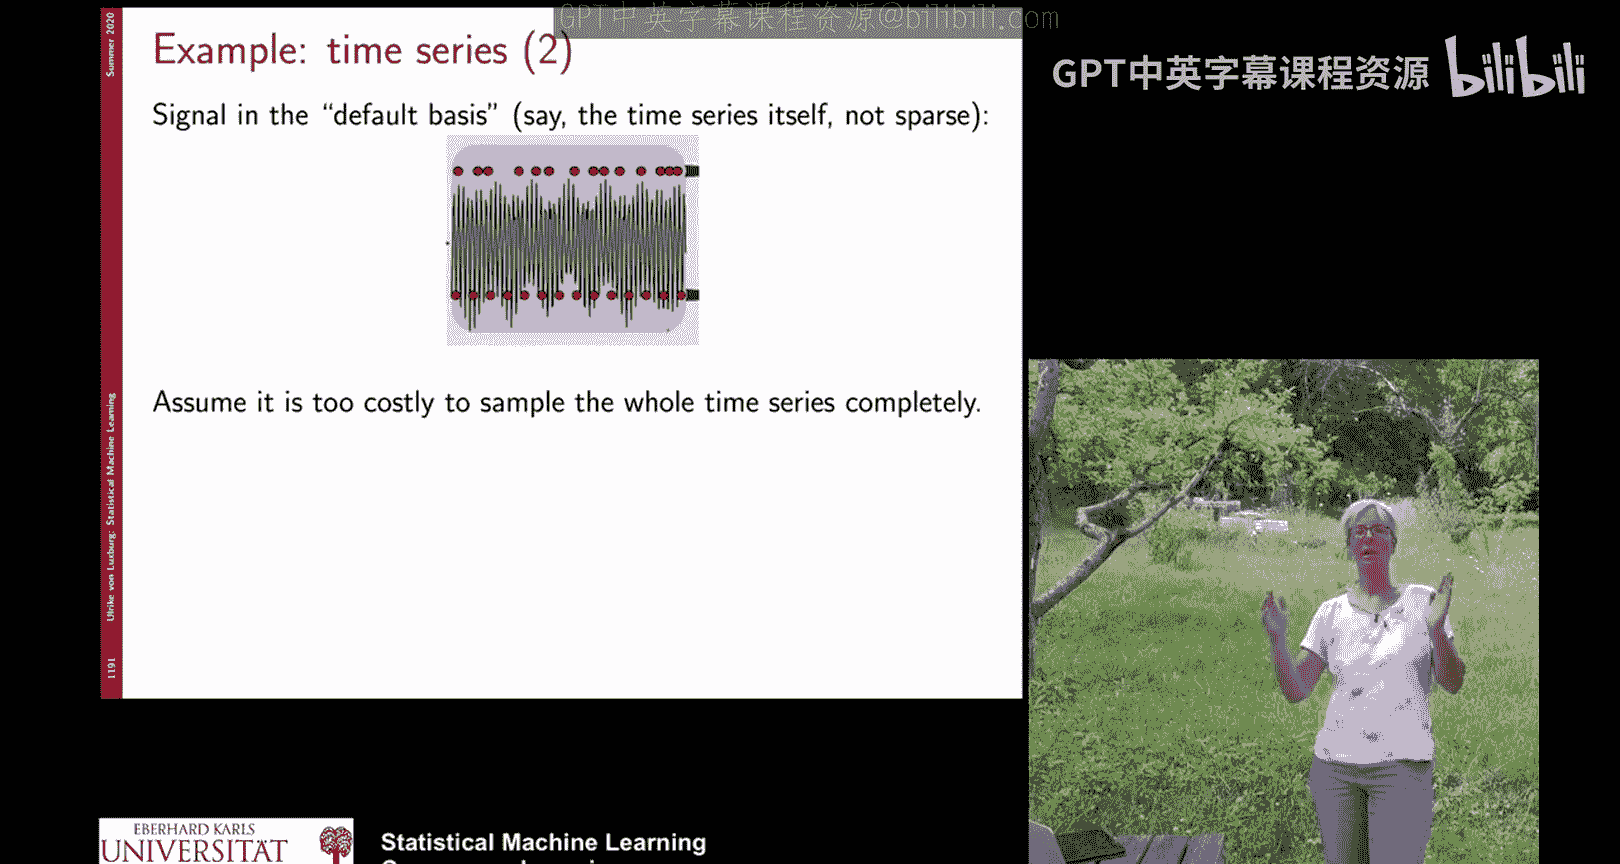 GPT中英字幕课程资源@bilibili.com
GPT中英字幕课程资源 bilibili
Summer 2020
Example: time series (2)
Signal in the “default basis” (say, the time series itself, not sparse):
Assume it is too costly to sample the whole time series completely.
Ulrike von Luxburg: Statistical Machine Learning
1191
EBERHARD KARLS
UNIVERSITÄT
Statistical Machine Learning